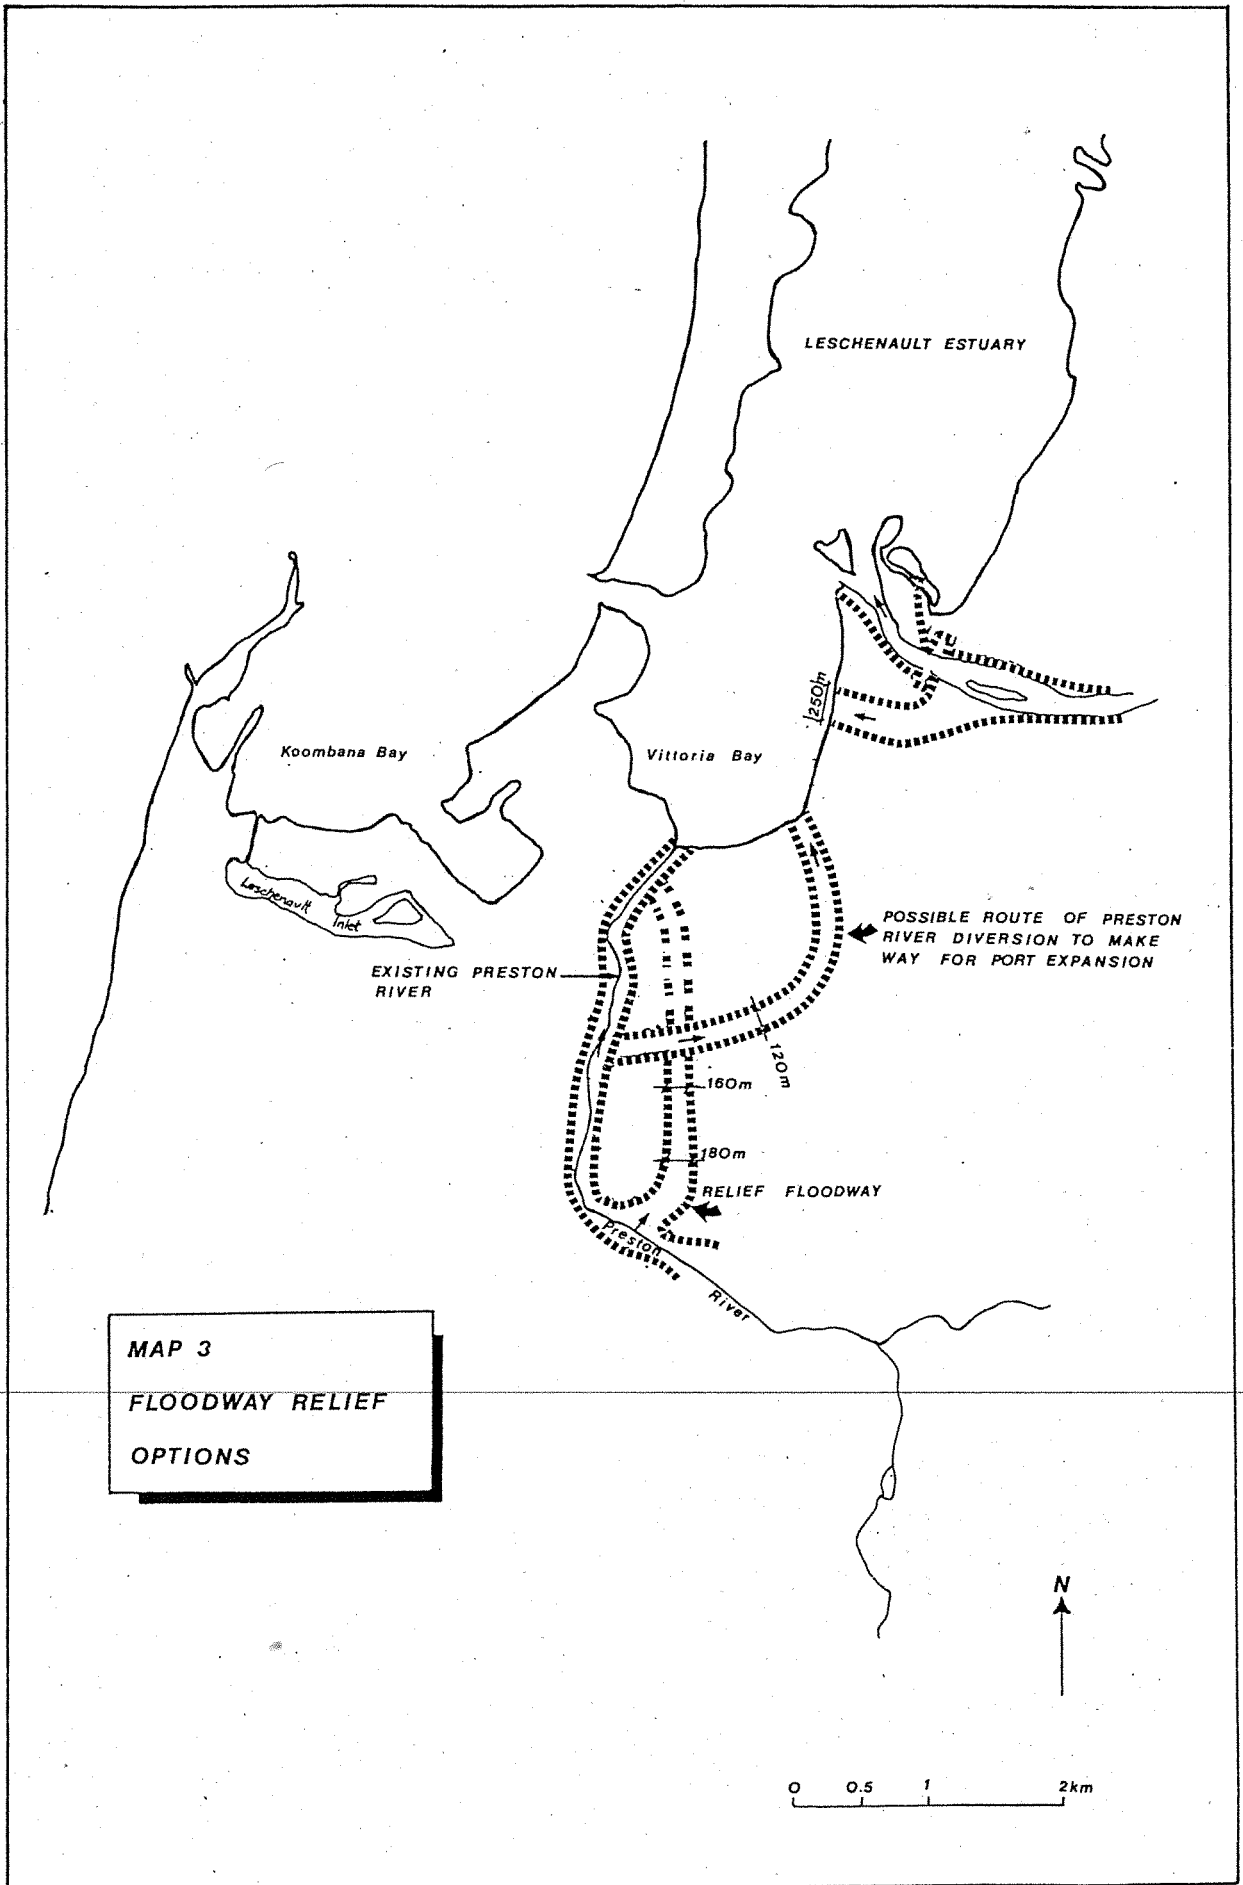 LESCHENAULT ESTUARY
250m
Koombana Bay
Vittoria Bay
Leschenault
Inlet
POSSIBLE ROUTE OF PRESTON
RIVER DIVERSION TO MAKE
WAY FOR PORT EXPANSION
EXISTING PRESTON
RIVER
120m
160m
180m
RELIEF FLOODWAY
Preston
River
MAP 3
FLOODWAY RELIEF
OPTIONS
N
0 0.5 1 2km